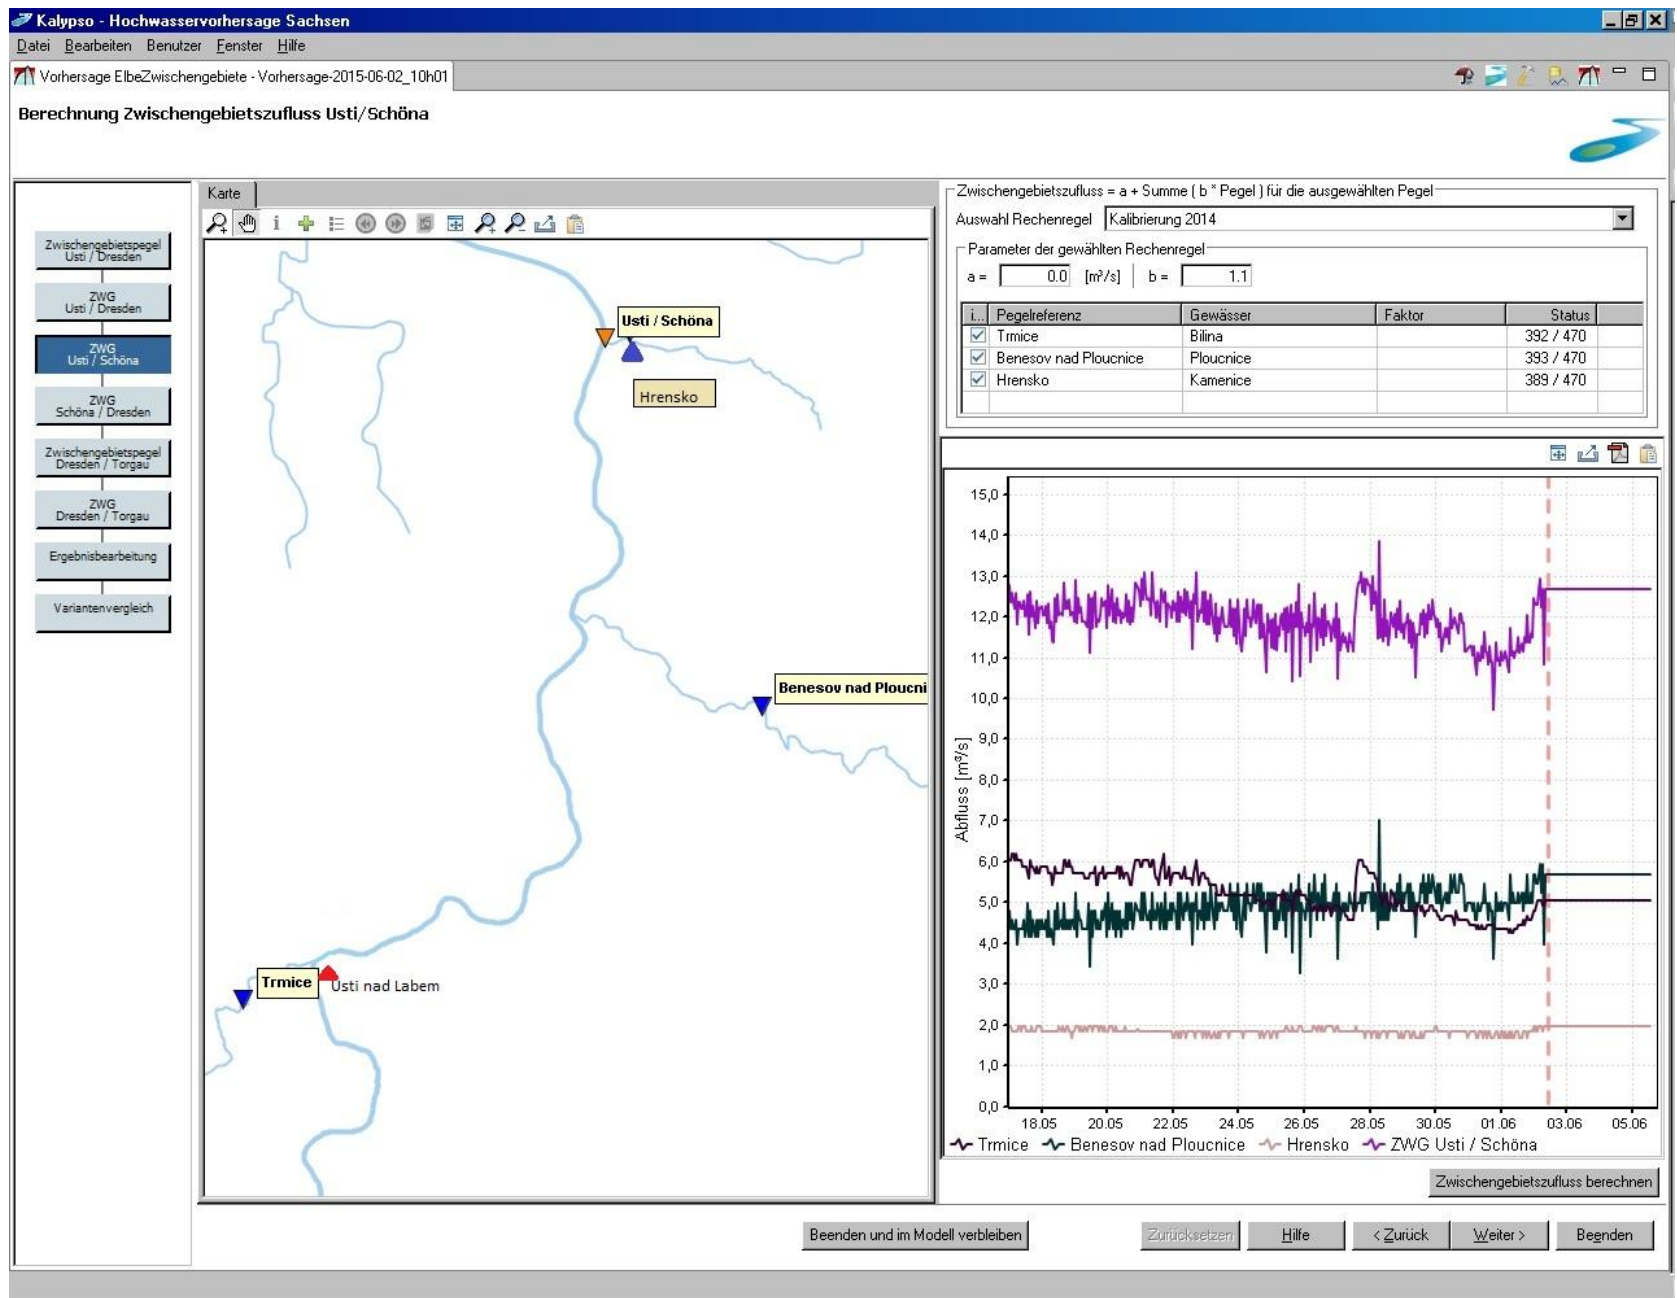 Kalypso - Hochwasservorhersage Sachsen
Datei Bearbeiten Benutzer Fenster Hilfe
Vorhersage ElbeZwischengebiete - Vorhersage-2015-06-02_10h01
Berechnung Zwischengebietszufluss Usti/Schöna
Zwischengebietspegel
Usti / Dresden
ZWG
Usti / Dresden
ZWG
Usti / Schöna
ZWG
Schöna / Dresden
Zwischengebietspegel
Dresden / Torgau
ZWG
Dresden / Torgau
Ergebnisbearbeitung
Variantenvergleich
Karte
Usti / Schöna
Hrensko
Benesov nad Ploucni
Trmice
Usti nad Labem
Zwischengebietszufluss = a + Summe ( b * Pegel ) für die ausgewählten Pegel
Auswahl Rechenregel Kalibrierung 2014
Parameter der gewählten Rechenregel
a = 0.0 [m³/s] b = 1.1
i... Pegelreferenz Gewässer Faktor Status
Trmice Bilina 392 / 470
Benesov nad Ploucnice Ploucnice 393 / 470
Hrensko Kamenice 389 / 470
Abfluss [m³/s]
15,0
14,0
13,0
12,0
11,0
10,0
9,0
8,0
7,0
6,0
5,0
4,0
3,0
2,0
1,0
0,0
18.05 20.05 22.05 24.05 26.05 28.05 30.05 01.06 03.06 05.06
Trmice Benesov nad Ploucnice Hrensko ZWG Usti / Schöna
Zwischengebietszufluss berechnen
Beenden und im Modell verbleiben Zurücksetzen Hilfe < Zurück Weiter > Beenden